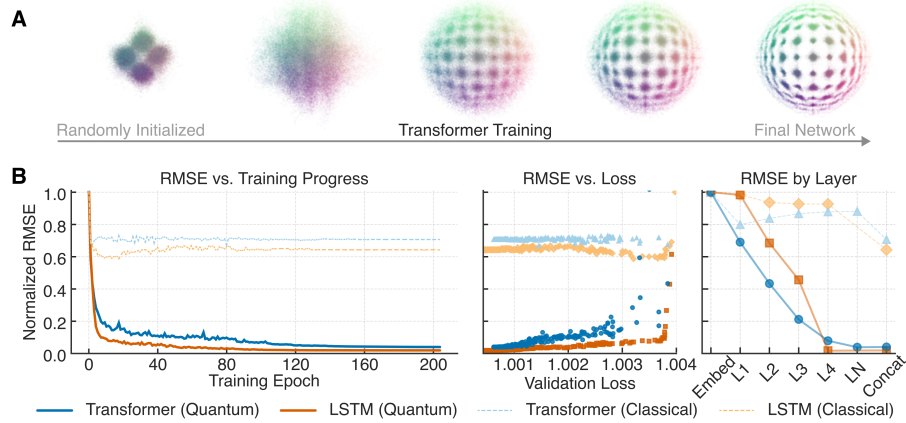 A
Randomly Initialized
Transformer Training
Final Network
B
RMSE vs. Training Progress
RMSE vs. Loss
RMSE by Layer
Normalized RMSE
1.0
0.8
0.6
0.4
0.2
0.0
0 40 80 120 160 200
Training Epoch
1.001 1.002 1.003 1.004
Validation Loss
Embed L1 L2 L3 L4 LN Concat
Transformer (Quantum) LSTM (Quantum) Transformer (Classical) LSTM (Classical)